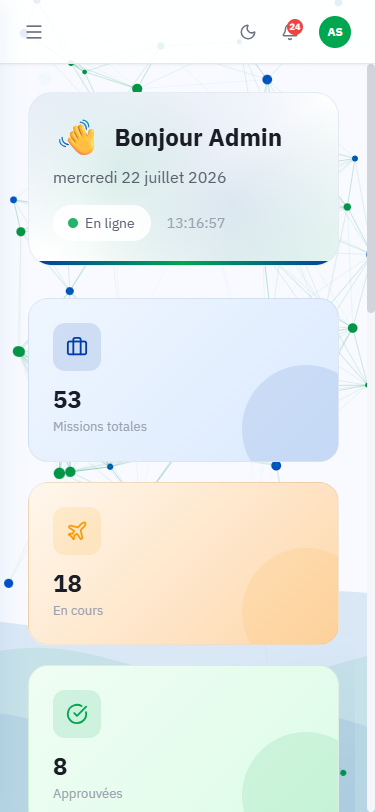 24
AS
Bonjour Admin
mercredi 22 juillet 2026
En ligne
13:16:57
53
Missions totales
18
En cours
8
Approuvées